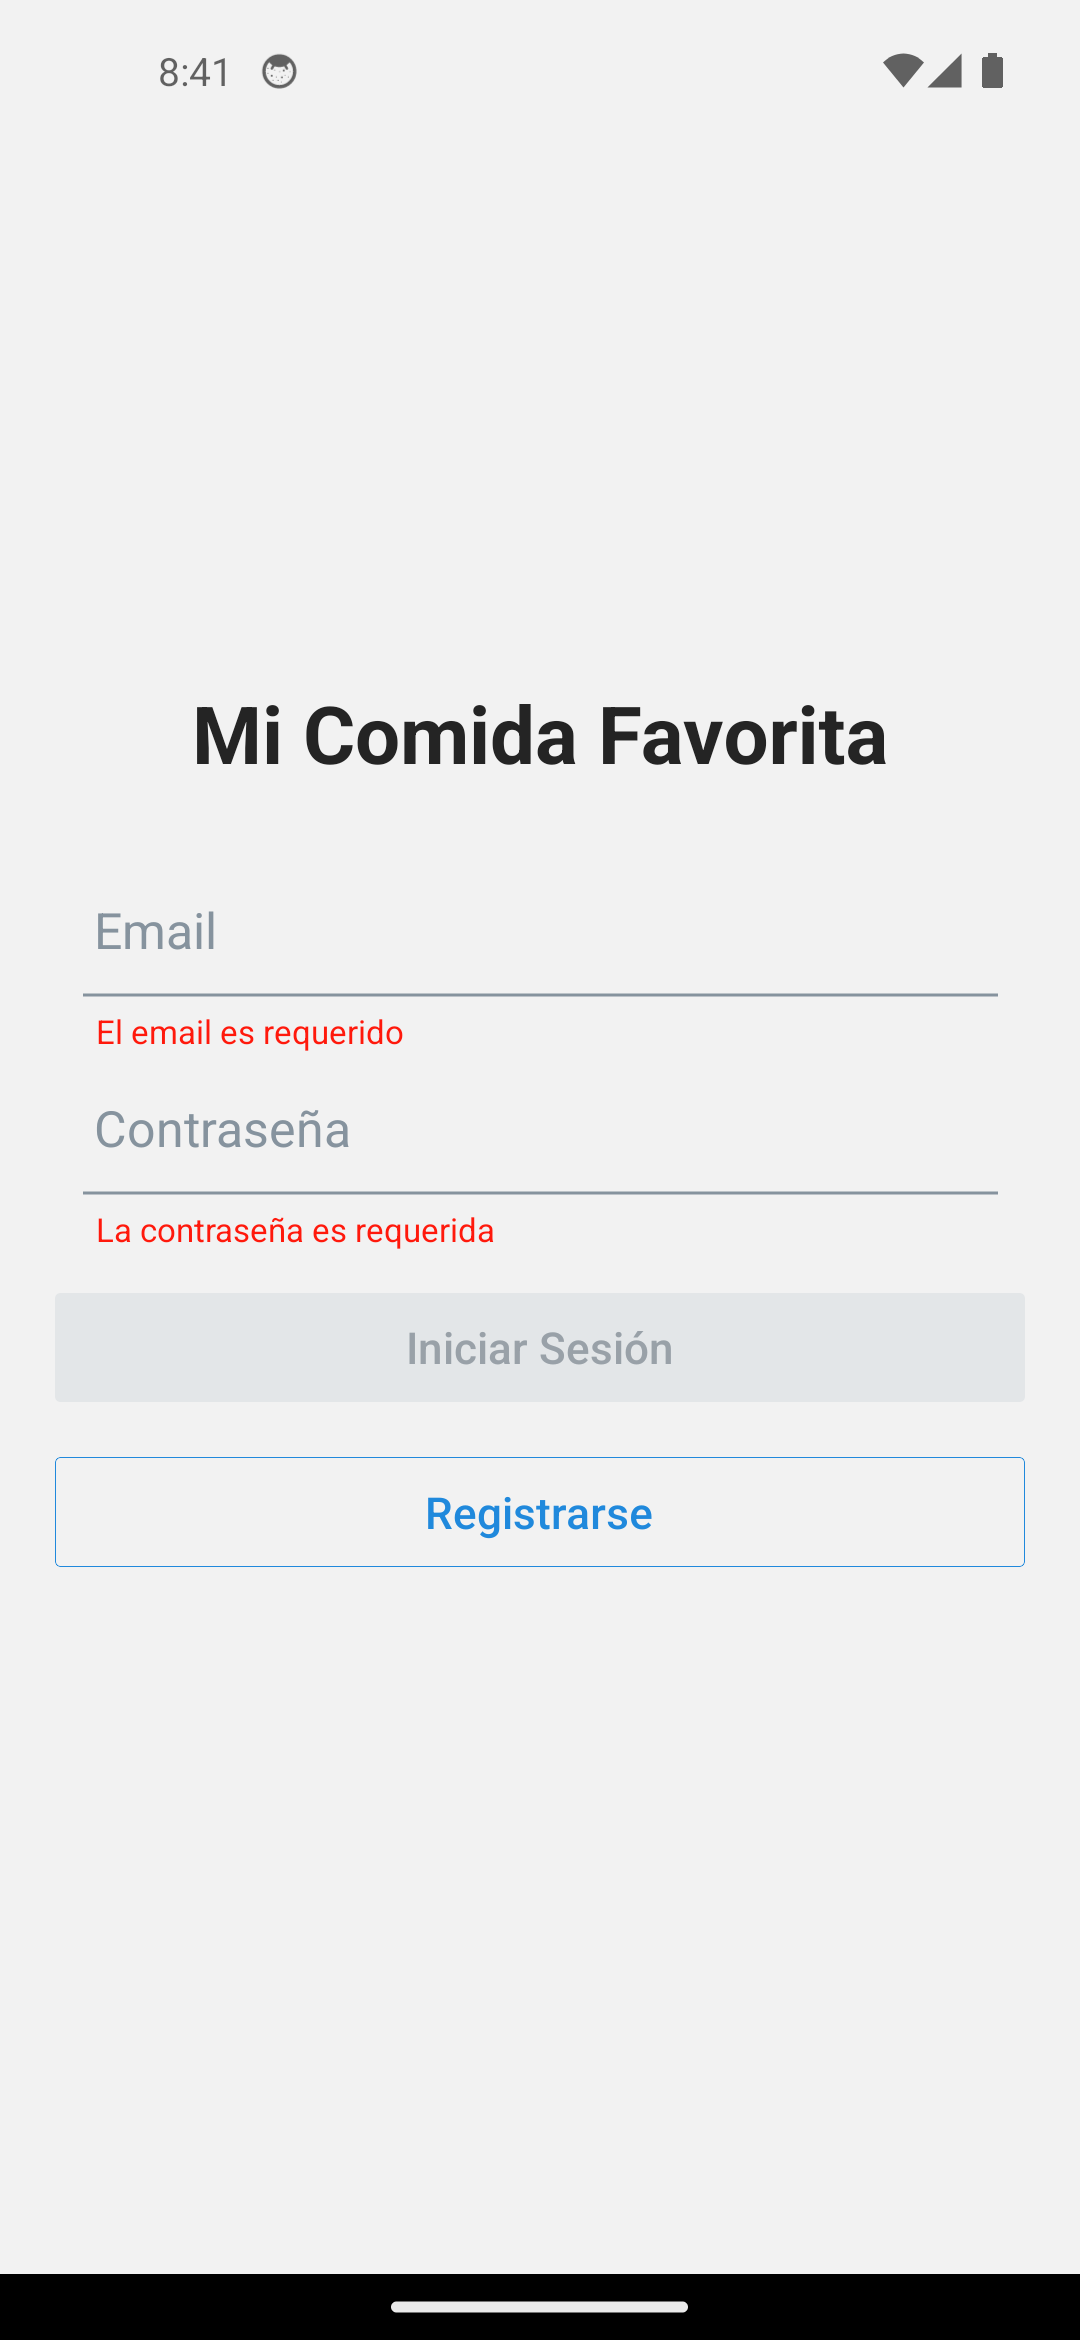 8:41
Mi Comida Favorita
Email
El email es requerido
Contraseña
La contraseña es requerida
Iniciar Sesión
Registrarse